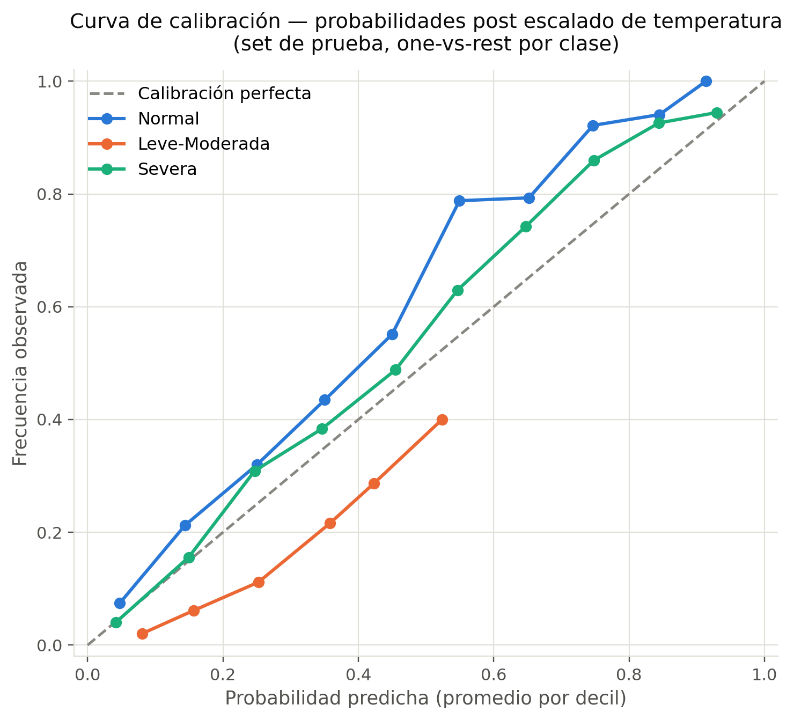 Curva de calibración — probabilidades post escalado de temperatura
(set de prueba, one-vs-rest por clase)
Calibración perfecta
Normal
Leve-Moderada
Severa
Frecuencia observada
1.0
0.8
0.6
0.4
0.2
0.0
0.0 0.2 0.4 0.6 0.8 1.0
Probabilidad predicha (promedio por decil)